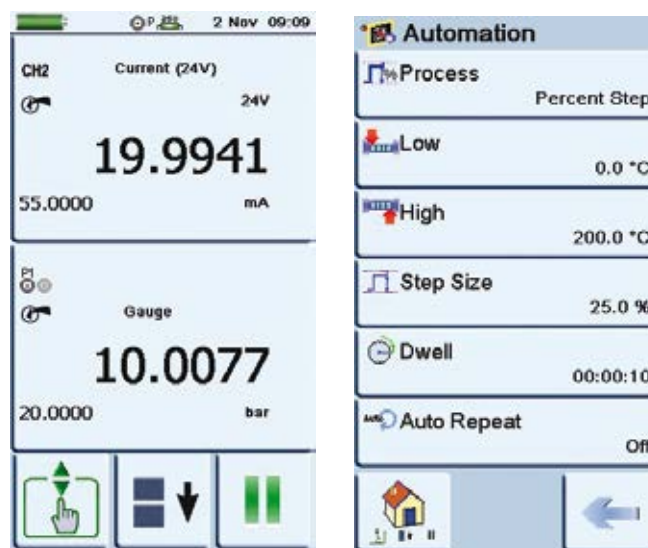 2 Nov 09:09
CH2 Current (24V)
24V
19.9941
55.0000 mA
P1
Gauge
10.0077
20.0000 bar
Automation
Process
Percent Step
Low
0.0 °C
High
200.0 °C
Step Size
25.0 %
Dwell
00:00:10
Auto Repeat
Off